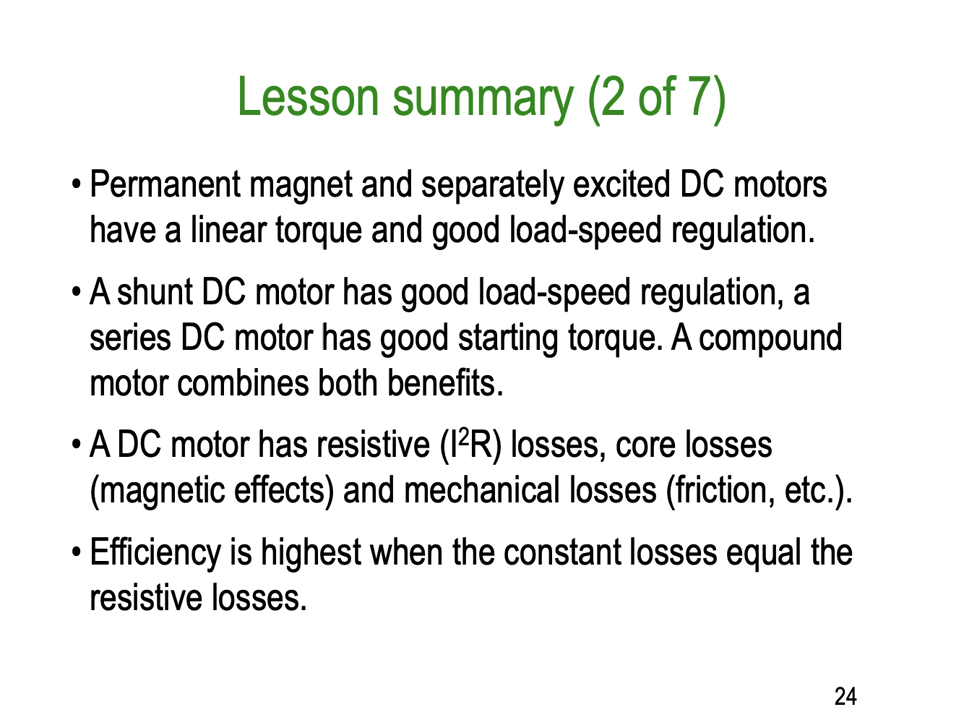 Lesson summary (2 of 7)
• Permanent magnet and separately excited DC motors
have a linear torque and good load-speed regulation.
• A shunt DC motor has good load-speed regulation, a
series DC motor has good starting torque. A compound
motor combines both benefits.
• A DC motor has resistive (I²R) losses, core losses
(magnetic effects) and mechanical losses (friction, etc.).
• Efficiency is highest when the constant losses equal the
resistive losses.
24